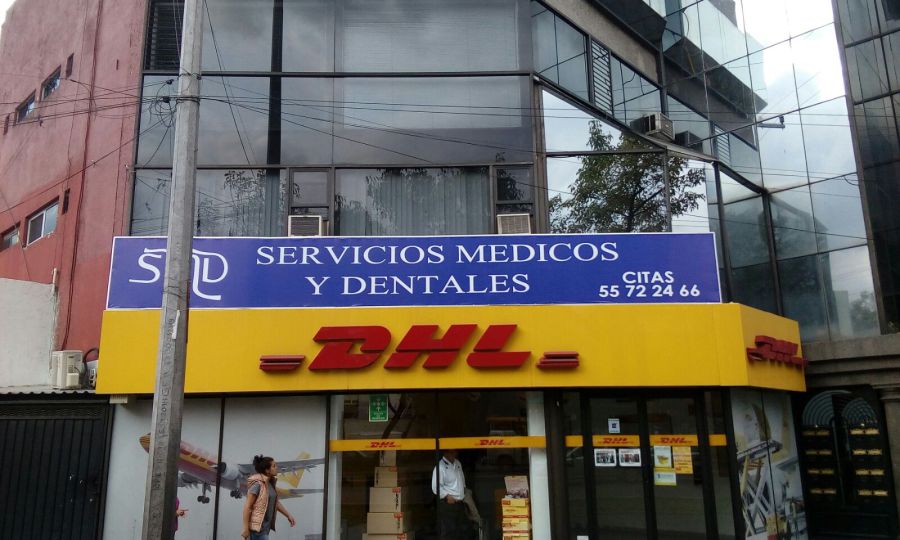 SMD
SERVICIOS MEDICOS
Y DENTALES
CITAS
55 72 24 66
DHL
DHL
DHL
DHL
DHL
DHL